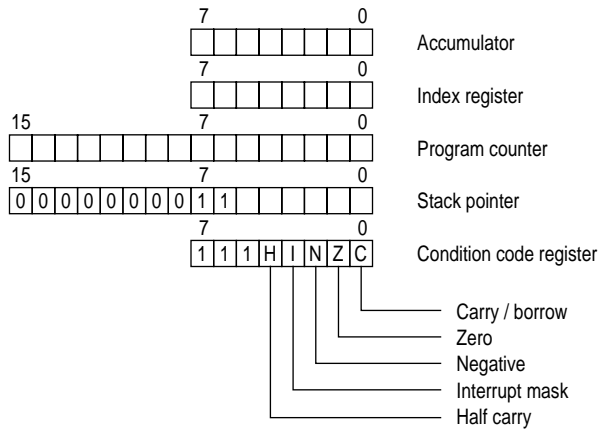 7 0
Accumulator
7 0
Index register
15 7 0
Program counter
15 7 0
0 0 0 0 0 0 0 0 1 1
Stack pointer
7 0
1 1 1 H I N Z C
Condition code register
Carry / borrow
Zero
Negative
Interrupt mask
Half carry